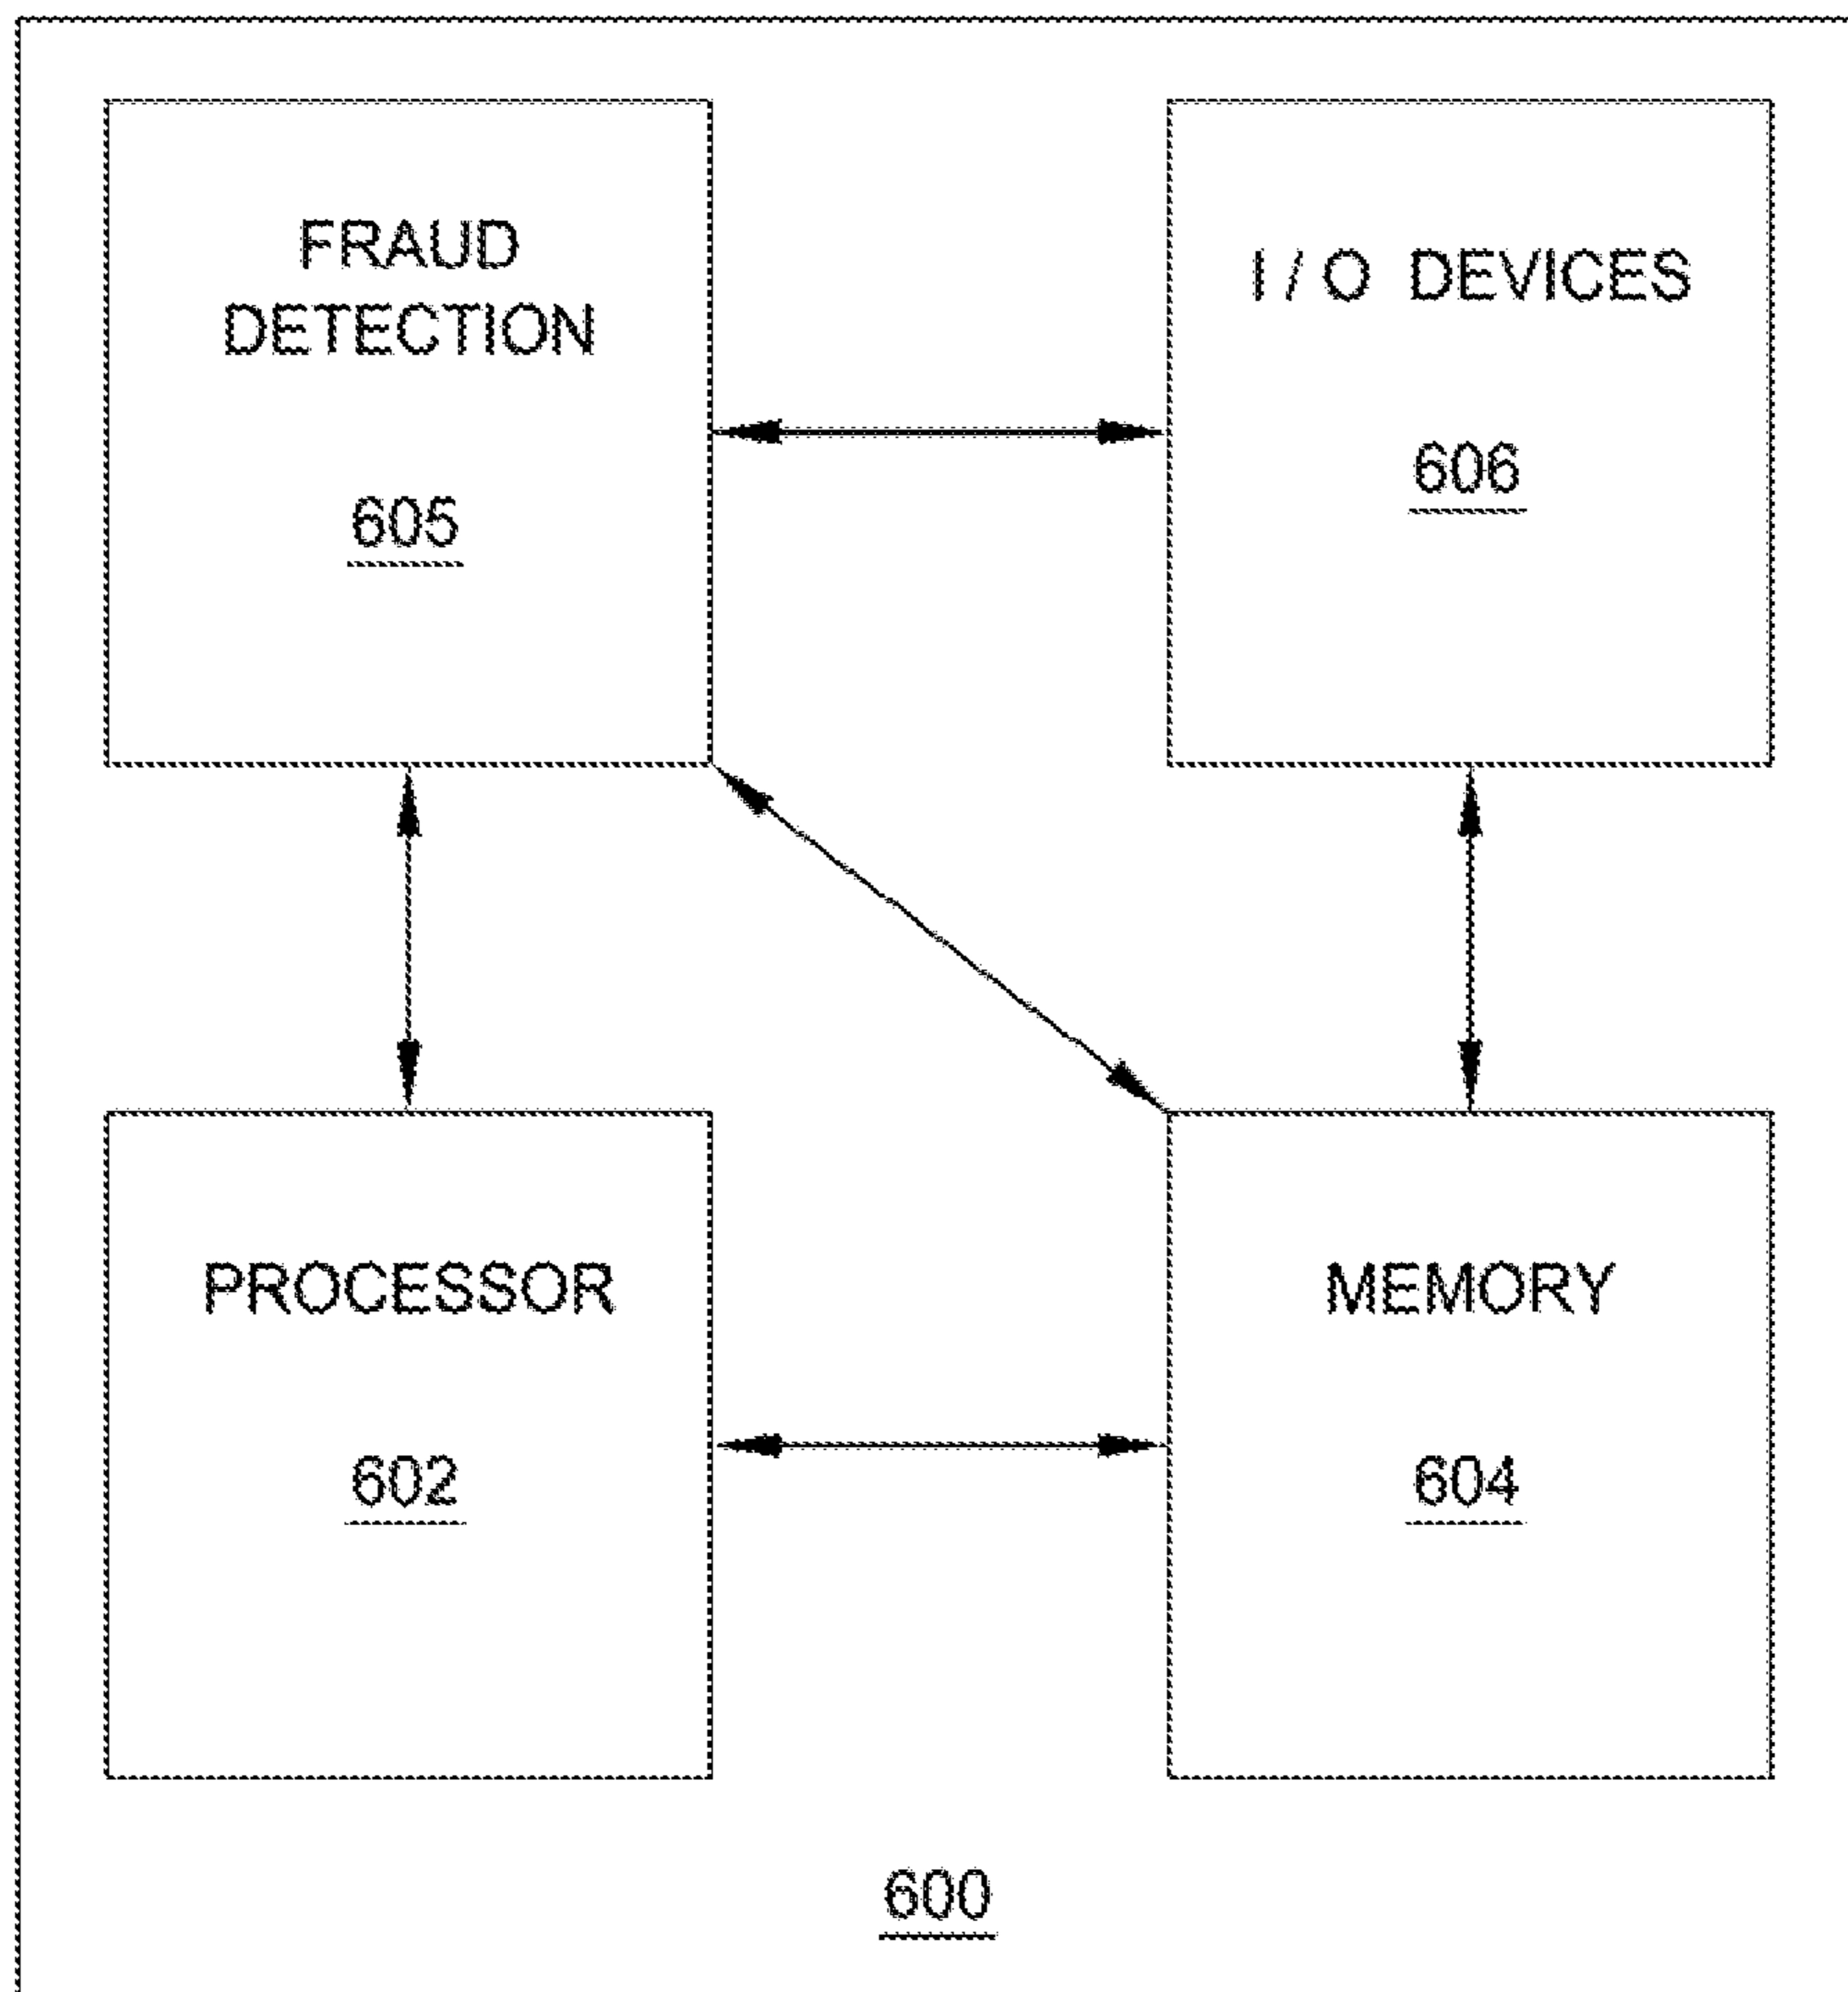 FRAUD
DETECTION
605
I / O DEVICES
606
PROCESSOR
602
MEMORY
604
600